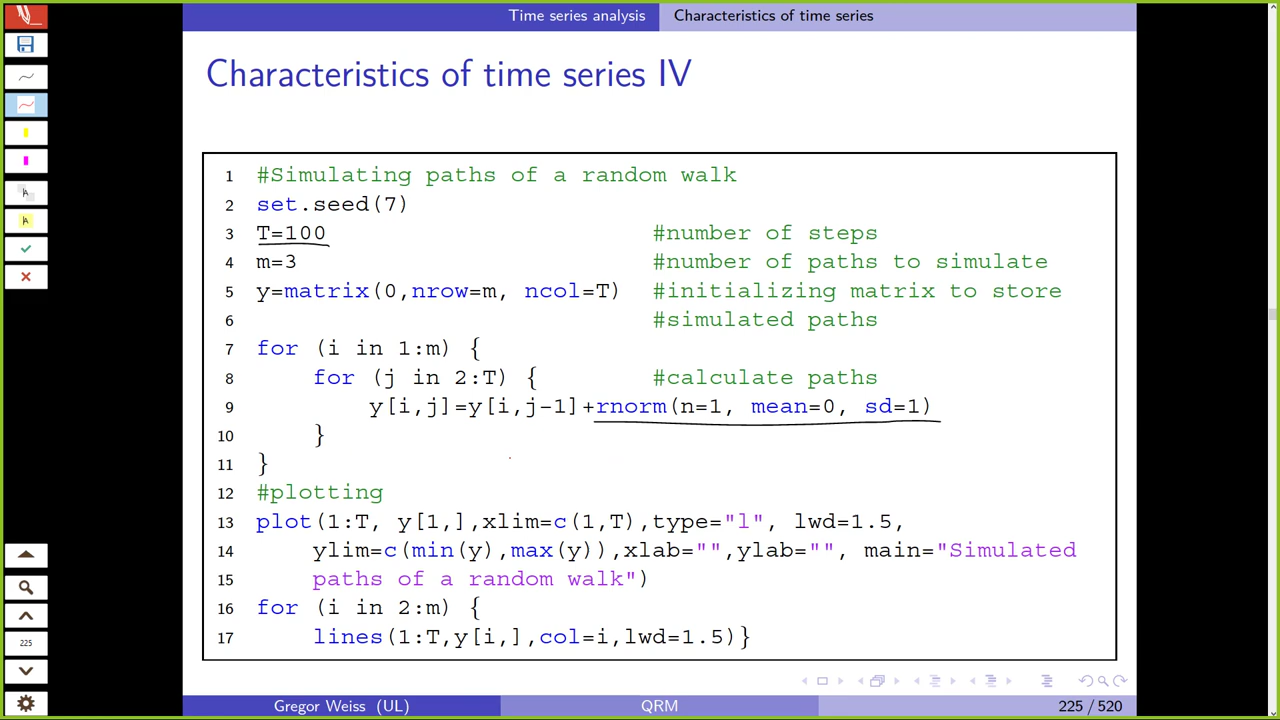 Time series analysis Characteristics of time series
Characteristics of time series IV
1 #Simulating paths of a random walk
2 set.seed(7)
3 T=100 #number of steps
4 m=3 #number of paths to simulate
5 y=matrix(0,nrow=m, ncol=T) #initializing matrix to store
6 #simulated paths
7 for (i in 1:m) {
8 for (j in 2:T) { #calculate paths
9 y[i,j]=y[i,j-1]+rnorm(n=1, mean=0, sd=1)
10 }
11 }
12 #plotting
13 plot(1:T, y[1,],xlim=c(1,T),type="l", lwd=1.5,
14 ylim=c(min(y),max(y)),xlab="",ylab="", main="Simulated
15 paths of a random walk")
16 for (i in 2:m) {
17 lines(1:T,y[i,],col=i,lwd=1.5)}
225
Gregor Weiss (UL) QRM 225 / 520